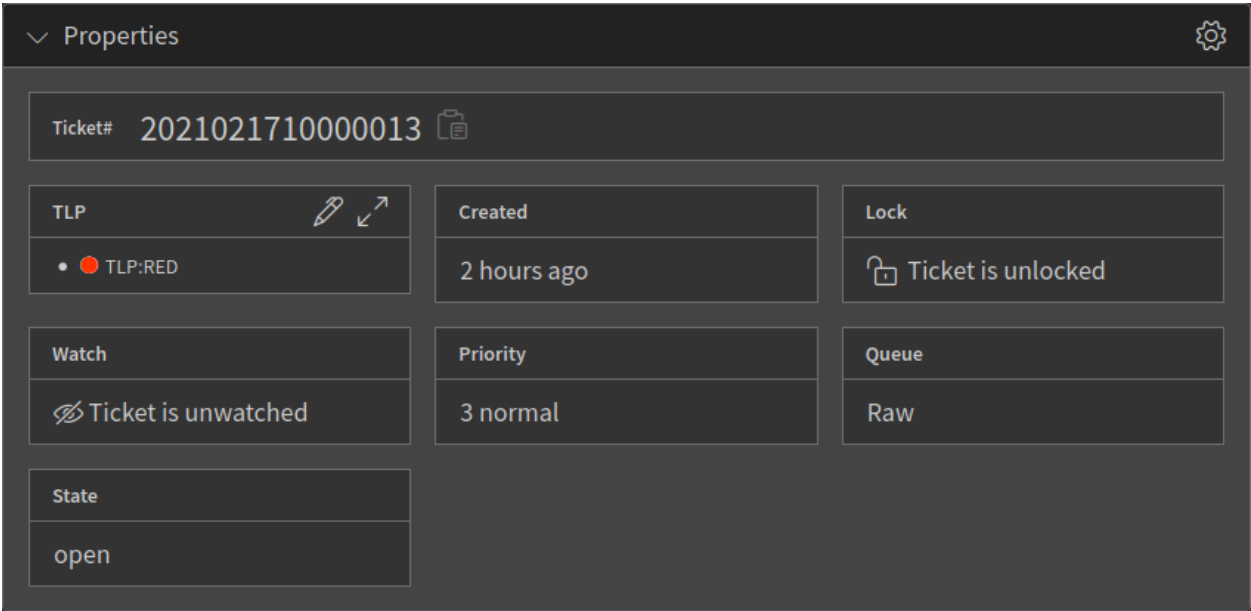 Properties
Ticket# 2021021710000013
TLP
TLP:RED
Created
2 hours ago
Lock
Ticket is unlocked
Watch
Ticket is unwatched
Priority
3 normal
Queue
Raw
State
open